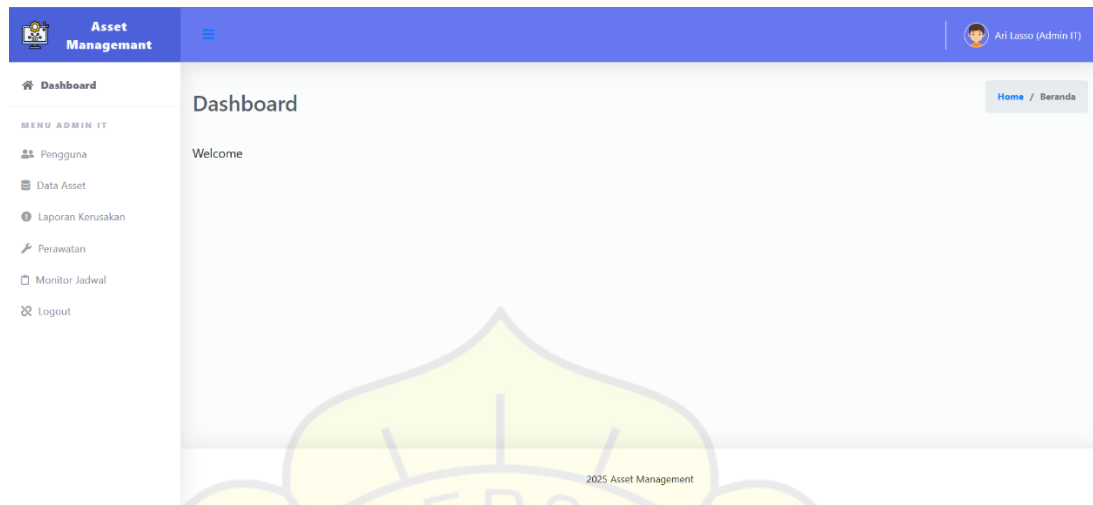 Asset
Managemant
Ari Lasso (Admin IT)
Dashboard
MENU ADMIN IT
Pengguna
Data Asset
Laporan Kerusakan
Perawatan
Monitor Jadwal
Logout
Dashboard
Home / Beranda
Welcome
2025 Asset Management